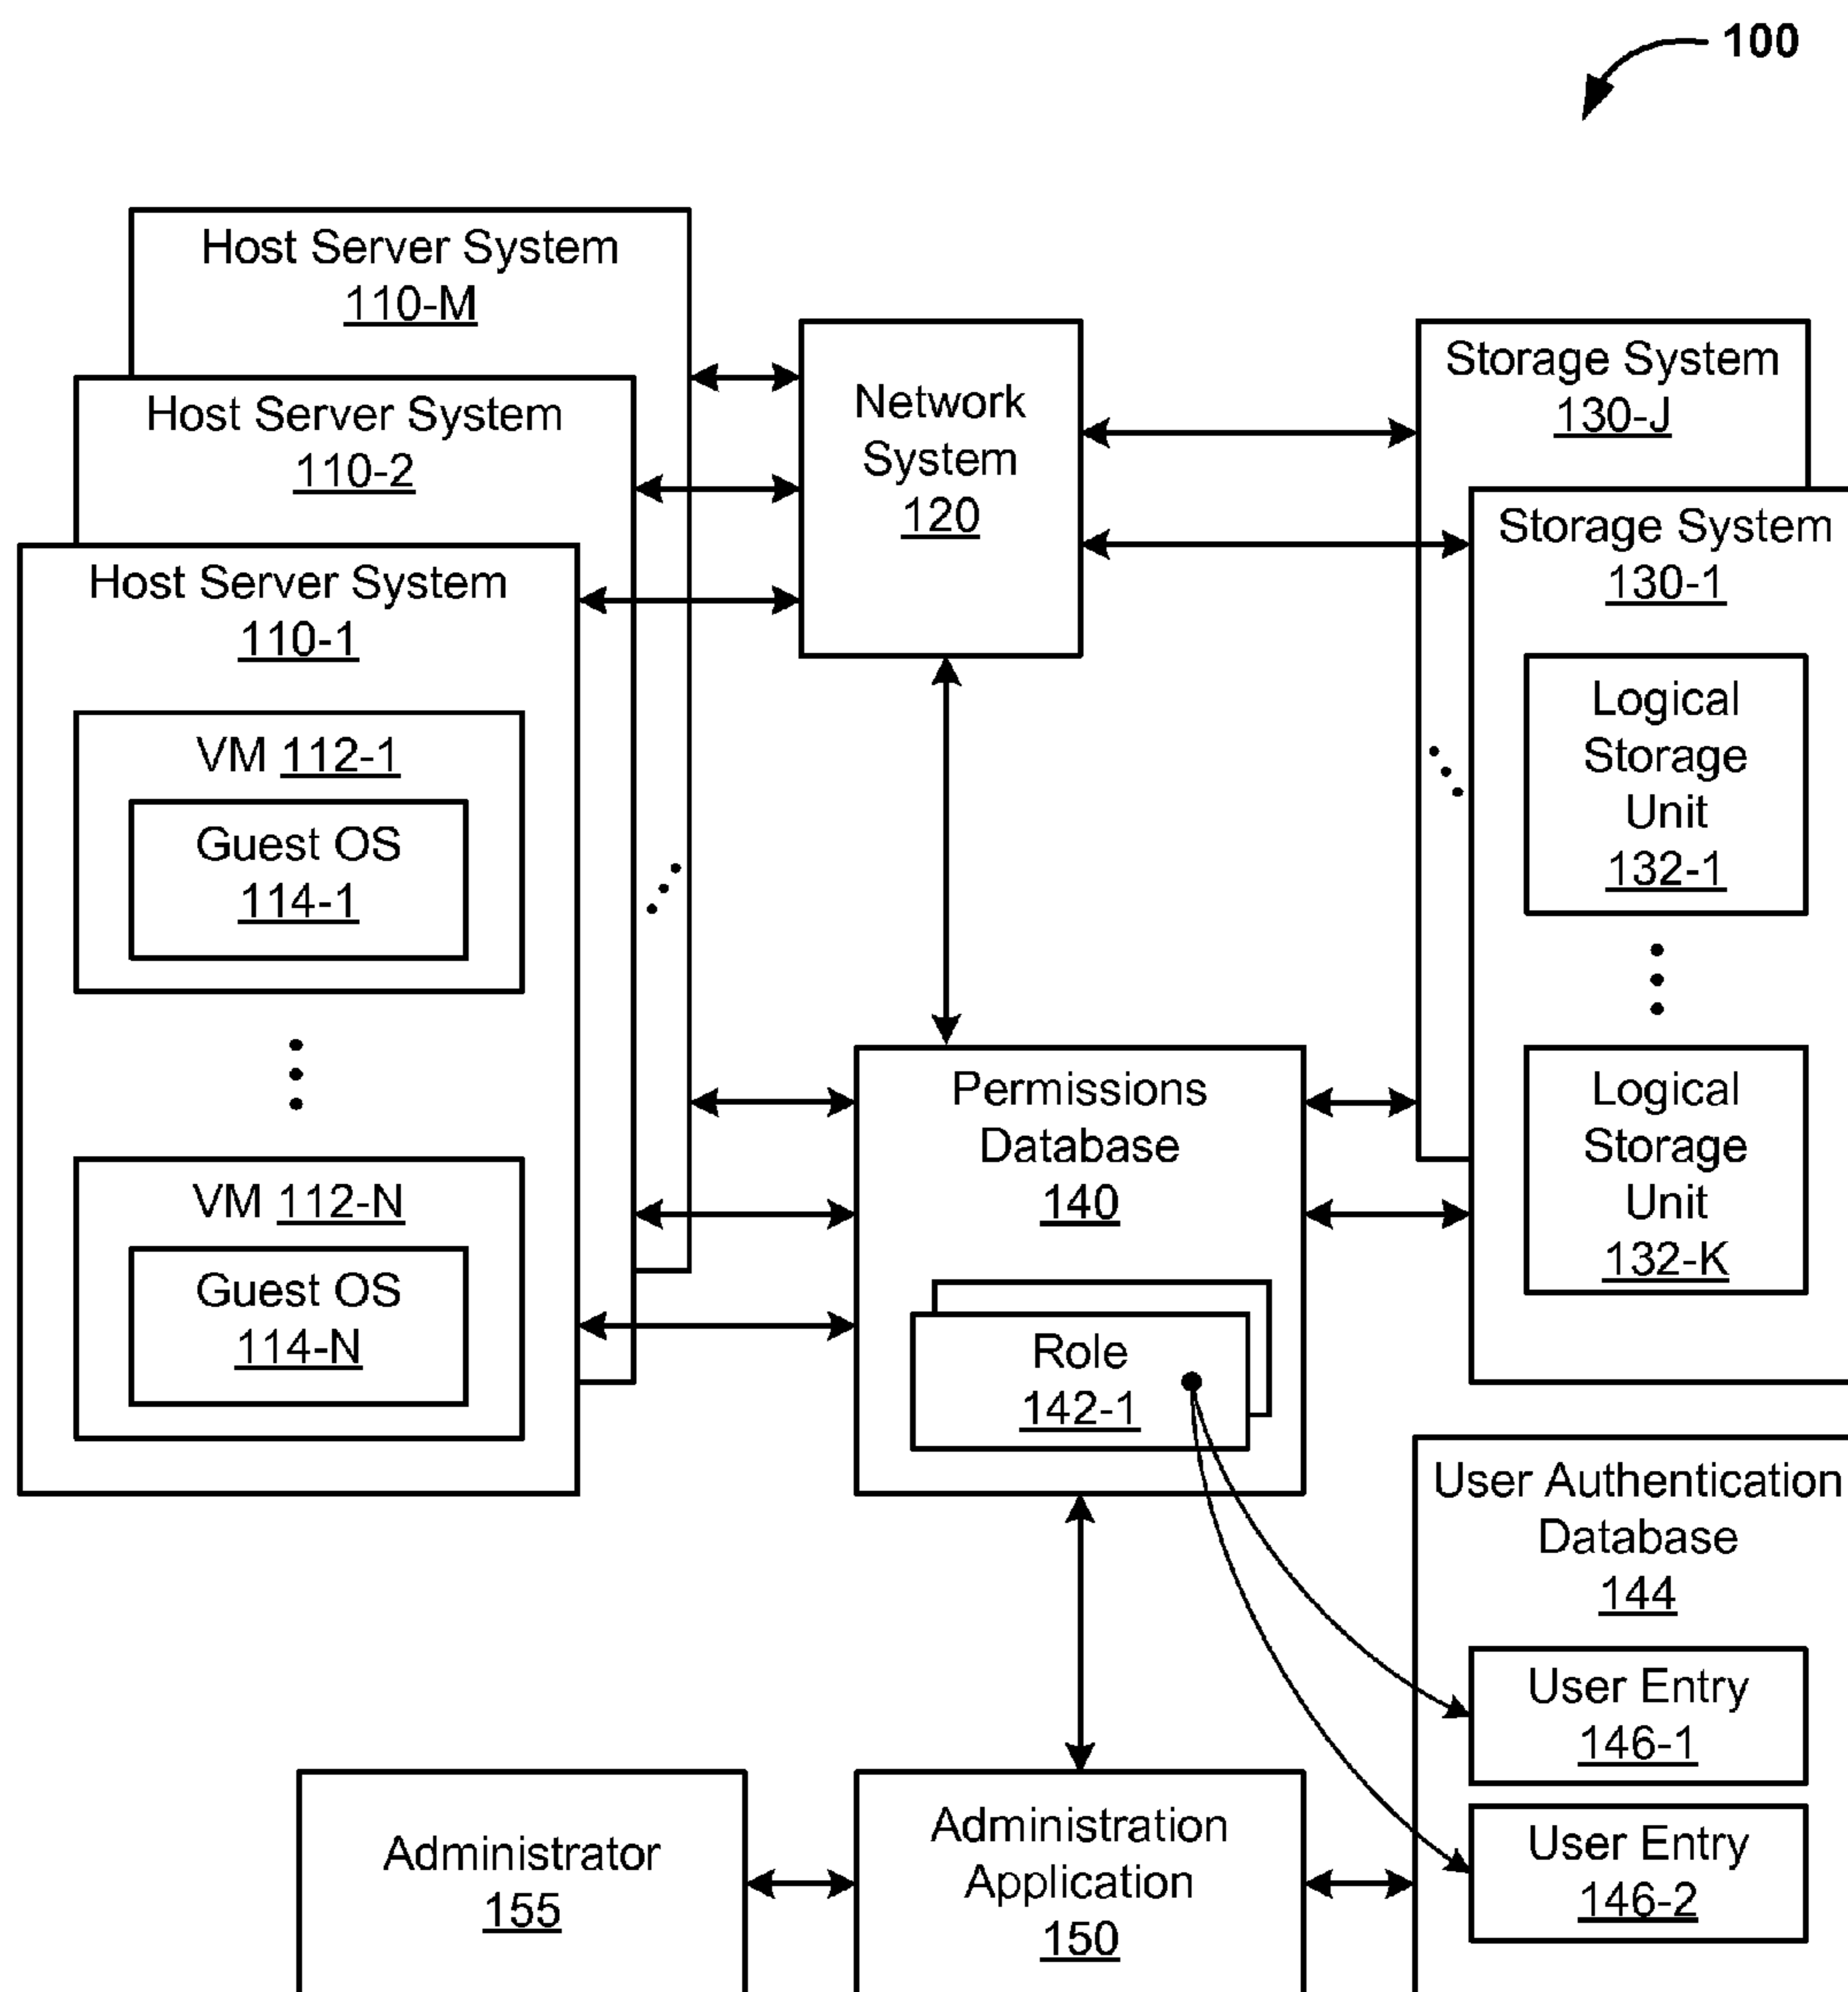 100
Host Server System
110-M
Host Server System
110-2
Host Server System
110-1
VM 112-1
Guest OS
114-1
VM 112-N
Guest OS
114-N
Network
System
120
Storage System
130-J
Storage System
130-1
Logical
Storage
Unit
132-1
Logical
Storage
Unit
132-K
Permissions
Database
140
Role
142-1
User Authentication
Database
144
User Entry
146-1
User Entry
146-2
Administrator
155
Administration
Application
150